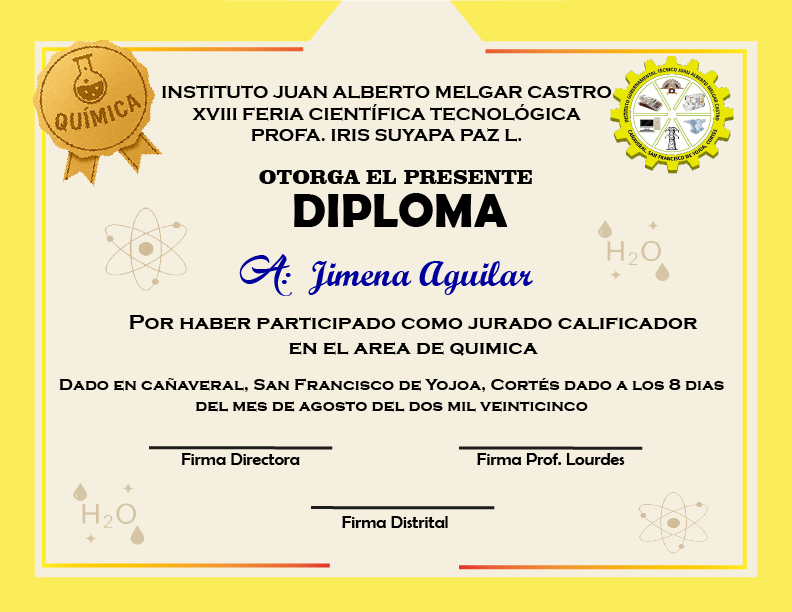 INSTITUTO JUAN ALBERTO MELGAR CASTRO
XVIII FERIA CIENTÍFICA TECNOLÓGICA
PROFA. IRIS SUYAPA PAZ L.
QUÍMICA
INSTITUTO GUBERNAMENTAL TECNICO JUAN ALBERTO MELGAR CASTRO
CAÑAVERAL, SAN FRANCISCO DE YOJOA, CORTÉS
OTORGA EL PRESENTE
DIPLOMA
H2O
A: Jimena Aguilar
POR HABER PARTICIPADO COMO JURADO CALIFICADOR
EN EL AREA DE QUIMICA
DADO EN CAÑAVERAL, SAN FRANCISCO DE YOJOA, CORTÉS DADO A LOS 8 DIAS
DEL MES DE AGOSTO DEL DOS MIL VEINTICINCO
Firma Directora
Firma Prof. Lourdes
H2O
Firma Distrital